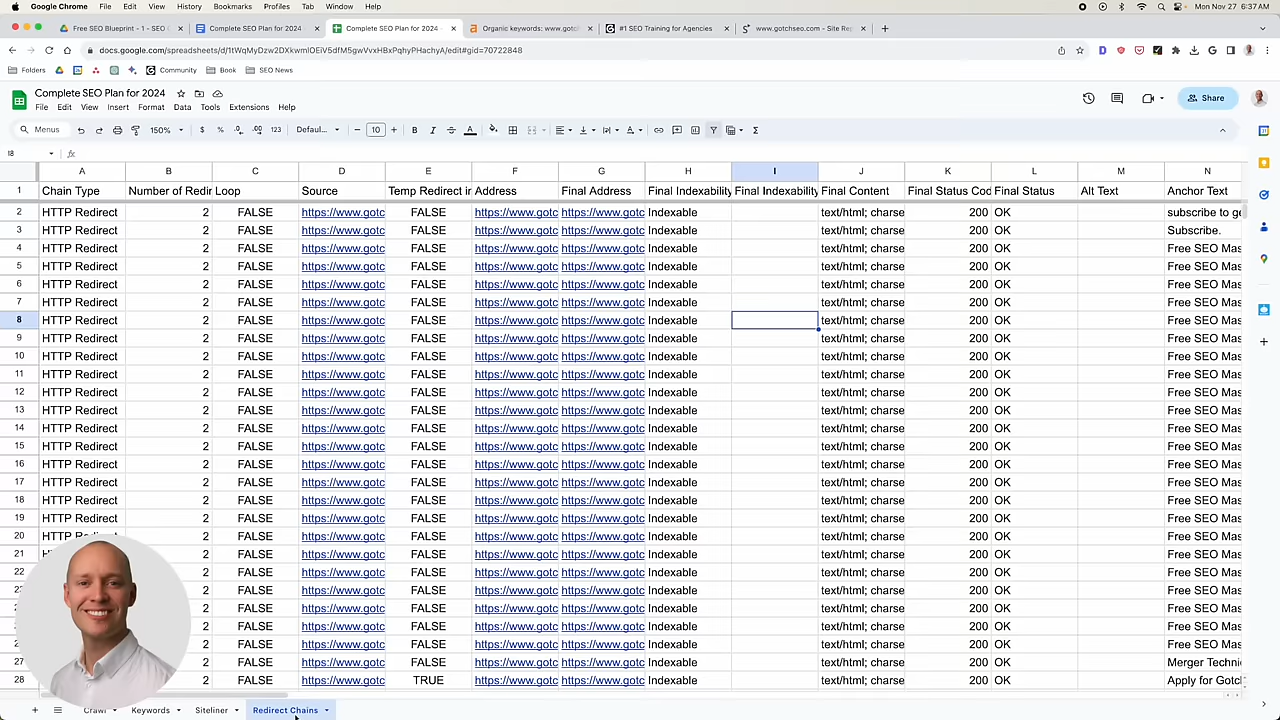 Google Chrome File Edit View History Bookmarks Profiles Tab Window Help Mon Nov 27 6:37 AM
Free SEO Blueprint - 1 - SEO Complete SEO Plan for 2024 Complete SEO Plan for 2024 - Organic keywords: www.gotch #1 SEO Training for Agencies www.gotchseo.com - Site Rep
Folders Community Book SEO News
Complete SEO Plan for 2024
File Edit View Insert Format Data Tools Extensions Help
Share
Menus 150% $ % .0 .00 123 Defaul... 10 B I A
I8 fx
A B C D E F G H I J K L M N
1 Chain Type Number of Redir Loop Source Temp Redirect in Address Final Address Final Indexability Final Indexability Final Content Final Status Cod Final Status Alt Text Anchor Text
2 HTTP Redirect 2 FALSE https://www.gotc FALSE https://www.gotc https://www.gotc Indexable text/html; charse 200 OK subscribe to ge
3 HTTP Redirect 2 FALSE https://www.gotc FALSE https://www.gotc https://www.gotc Indexable text/html; charse 200 OK Subscribe.
4 HTTP Redirect 2 FALSE https://www.gotc FALSE https://www.gotc https://www.gotc Indexable text/html; charse 200 OK Free SEO Mas
5 HTTP Redirect 2 FALSE https://www.gotc FALSE https://www.gotc https://www.gotc Indexable text/html; charse 200 OK Free SEO Mas
6 HTTP Redirect 2 FALSE https://www.gotc FALSE https://www.gotc https://www.gotc Indexable text/html; charse 200 OK Free SEO Mas
7 HTTP Redirect 2 FALSE https://www.gotc FALSE https://www.gotc https://www.gotc Indexable text/html; charse 200 OK Free SEO Mas
8 HTTP Redirect 2 FALSE https://www.gotc FALSE https://www.gotc https://www.gotc Indexable text/html; charse 200 OK Free SEO Mas
9 HTTP Redirect 2 FALSE https://www.gotc FALSE https://www.gotc https://www.gotc Indexable text/html; charse 200 OK Free SEO Mas
10 HTTP Redirect 2 FALSE https://www.gotc FALSE https://www.gotc https://www.gotc Indexable text/html; charse 200 OK Free SEO Mas
11 HTTP Redirect 2 FALSE https://www.gotc FALSE https://www.gotc https://www.gotc Indexable text/html; charse 200 OK Free SEO Mas
12 HTTP Redirect 2 FALSE https://www.gotc FALSE https://www.gotc https://www.gotc Indexable text/html; charse 200 OK Free SEO Mas
13 HTTP Redirect 2 FALSE https://www.gotc FALSE https://www.gotc https://www.gotc Indexable text/html; charse 200 OK Free SEO Mas
14 HTTP Redirect 2 FALSE https://www.gotc FALSE https://www.gotc https://www.gotc Indexable text/html; charse 200 OK Free SEO Mas
15 HTTP Redirect 2 FALSE https://www.gotc FALSE https://www.gotc https://www.gotc Indexable text/html; charse 200 OK Free SEO Mas
16 HTTP Redirect 2 FALSE https://www.gotc FALSE https://www.gotc https://www.gotc Indexable text/html; charse 200 OK Free SEO Mas
17 HTTP Redirect 2 FALSE https://www.gotc FALSE https://www.gotc https://www.gotc Indexable text/html; charse 200 OK Free SEO Mas
18 HTTP Redirect 2 FALSE https://www.gotc FALSE https://www.gotc https://www.gotc Indexable text/html; charse 200 OK Free SEO Mas
19 HTTP Redirect 2 FALSE https://www.gotc FALSE https://www.gotc https://www.gotc Indexable text/html; charse 200 OK Free SEO Mas
20 HTTP Redirect 2 FALSE https://www.gotc FALSE https://www.gotc https://www.gotc Indexable text/html; charse 200 OK Free SEO Mas
21 2 FALSE https://www.gotc FALSE https://www.gotc https://www.gotc Indexable text/html; charse 200 OK Free SEO Mas
22 2 FALSE https://www.gotc FALSE https://www.gotc https://www.gotc Indexable text/html; charse 200 OK Free SEO Mas
2 FALSE https://www.gotc FALSE https://www.gotc https://www.gotc Indexable text/html; charse 200 OK Free SEO Mas
2 FALSE https://www.gotc FALSE https://www.gotc https://www.gotc Indexable text/html; charse 200 OK Free SEO Mas
2 FALSE https://www.gotc FALSE https://www.gotc https://www.gotc Indexable text/html; charse 200 OK Free SEO Mas
2 FALSE https://www.gotc FALSE https://www.gotc https://www.gotc Indexable text/html; charse 200 OK Free SEO Mas
27 2 FALSE https://www.gotc FALSE https://www.gotc https://www.gotc Indexable text/html; charse 200 OK Merger Techni
28 2 FALSE https://www.gotc TRUE https://www.gotc https://www.gotc Indexable text/html; charse 200 OK Apply for Gotcl
Crawl Keywords Siteliner Redirect Chains